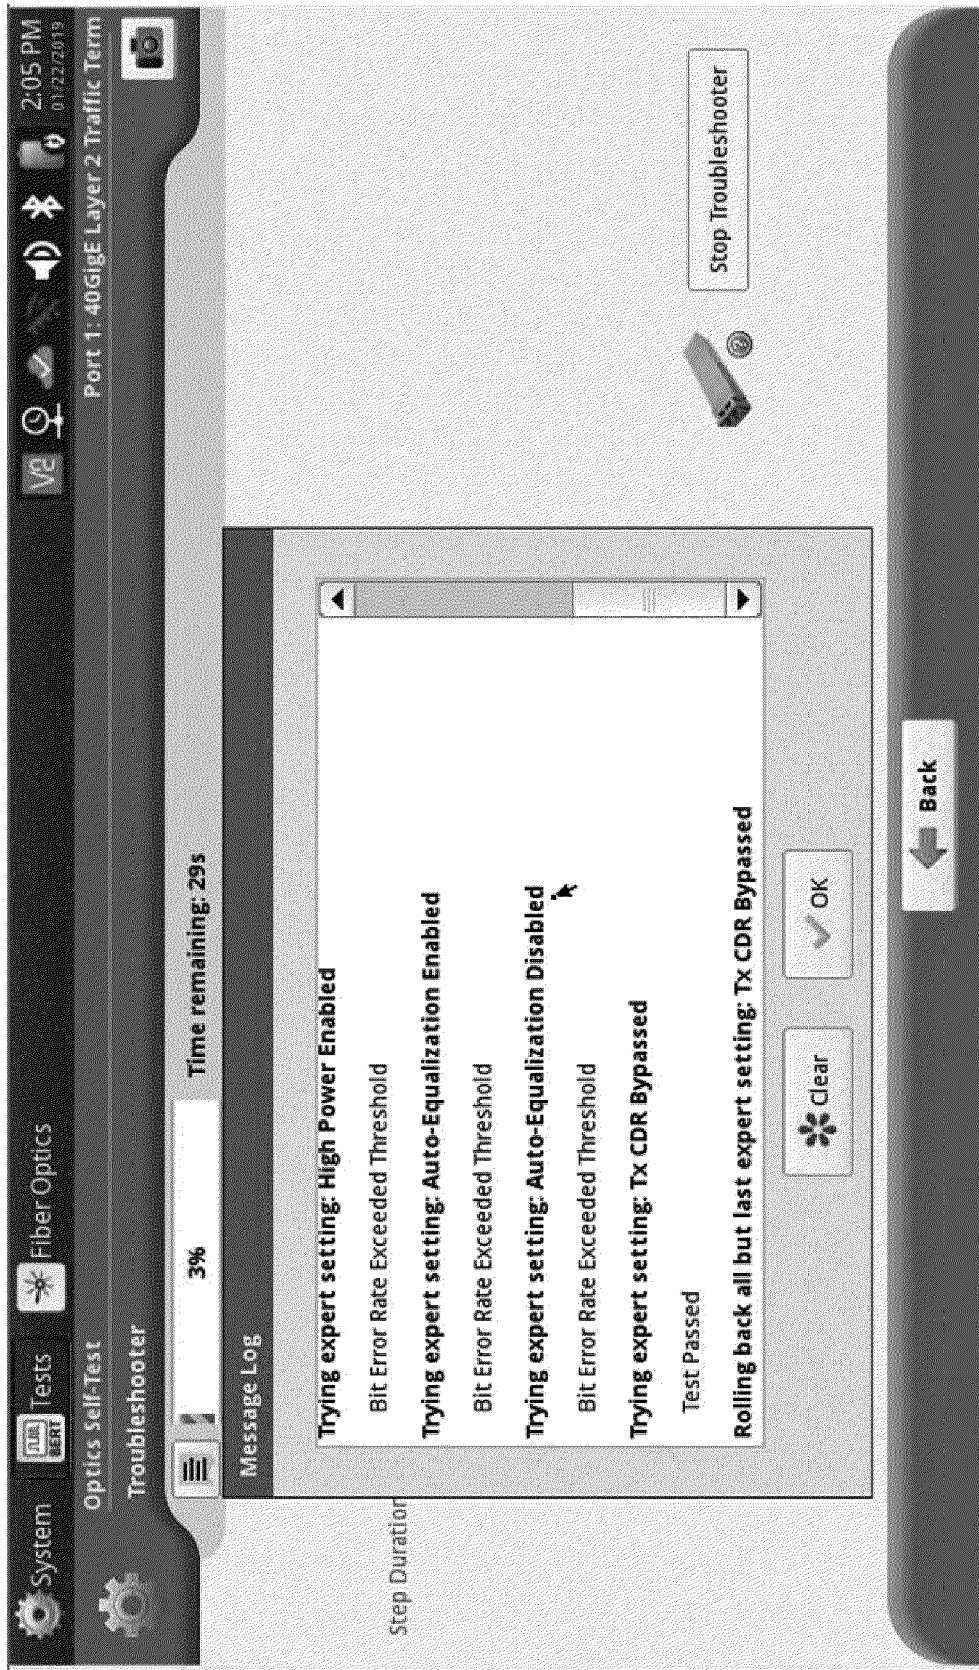 System
BERT Tests
Fiber Optics
V2
2:05 PM
01/22/2019
Optics Self-Test
Port 1: 40GigE Layer 2 Traffic Term
Troubleshooter
3%
Time remaining: 29s
Message Log
Step Duration
Trying expert setting: High Power Enabled
Bit Error Rate Exceeded Threshold
Trying expert setting: Auto-Equalization Enabled
Bit Error Rate Exceeded Threshold
Trying expert setting: Auto-Equalization Disabled
Bit Error Rate Exceeded Threshold
Trying expert setting: Tx CDR Bypassed
Test Passed
Rolling back all but last expert setting: Tx CDR Bypassed
Clear
OK
?
Stop Troubleshooter
Back